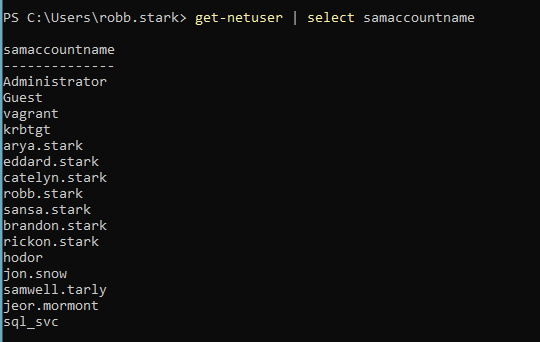 PS C:\Users\robb.stark> get-netuser | select samaccountname
samaccountname
--------------
Administrator
Guest
vagrant
krbtgt
arya.stark
eddard.stark
catelyn.stark
robb.stark
sansa.stark
brandon.stark
rickon.stark
hodor
jon.snow
samwell.tarly
jeor.mormont
sql_svc